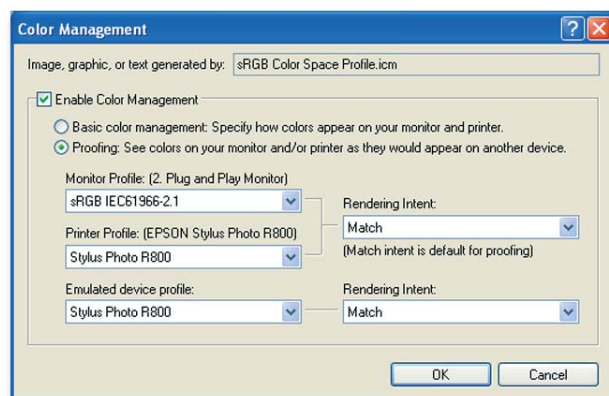 Color Management
Image, graphic, or text generated by: sRGB Color Space Profile.icm
Enable Color Management
Basic color management: Specify how colors appear on your monitor and printer.
Proofing: See colors on your monitor and/or printer as they would appear on another device.
Monitor Profile: (2. Plug and Play Monitor)
sRGB IEC61966-2.1
Rendering Intent:
Match
Printer Profile: (EPSON Stylus Photo R800)
Stylus Photo R800
(Match intent is default for proofing)
Emulated device profile:
Rendering Intent:
Stylus Photo R800
Match
OK
Cancel